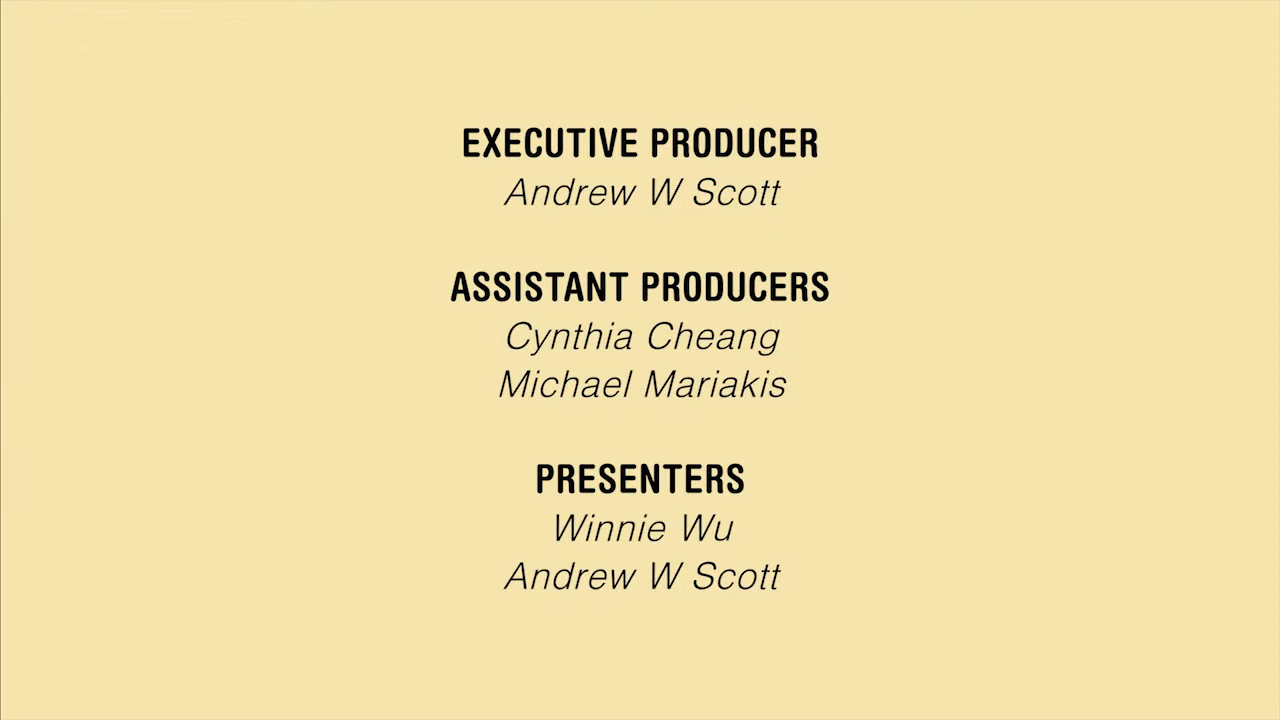 EXECUTIVE PRODUCER
Andrew W Scott
ASSISTANT PRODUCERS
Cynthia Cheang
Michael Mariakis
PRESENTERS
Winnie Wu
Andrew W Scott